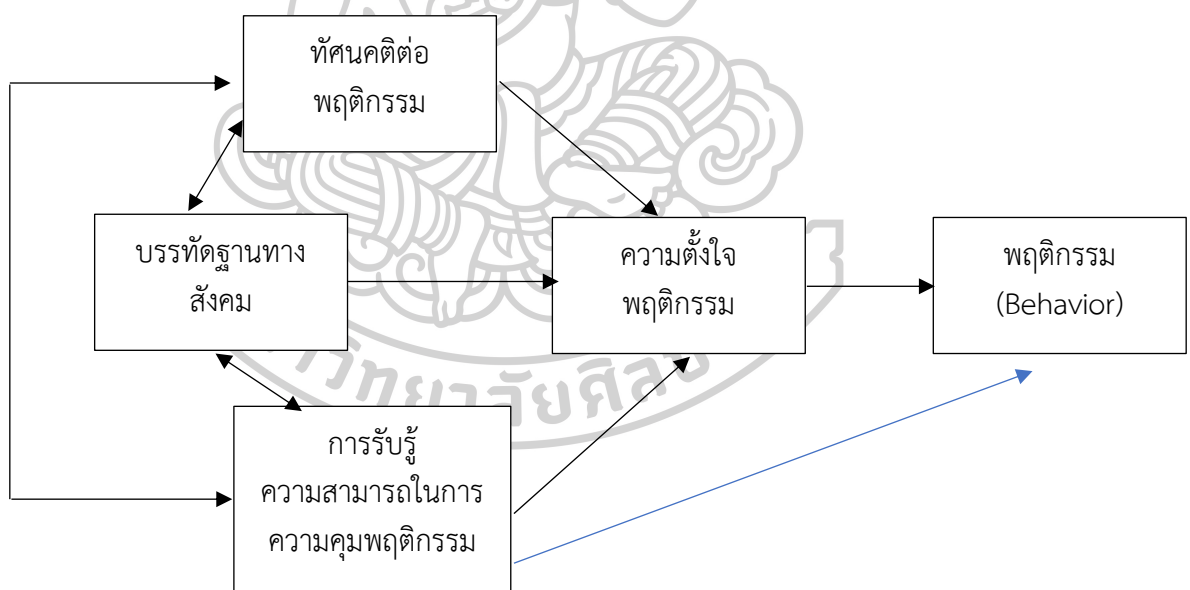 ทัศนคติต่อ
พฤติกรรม
บรรทัดฐานทาง
สังคม
ความตั้งใจ
พฤติกรรม
พฤติกรรม
(Behavior)
การรับรู้
ความสามารถในการ
ความคุมพฤติกรรม